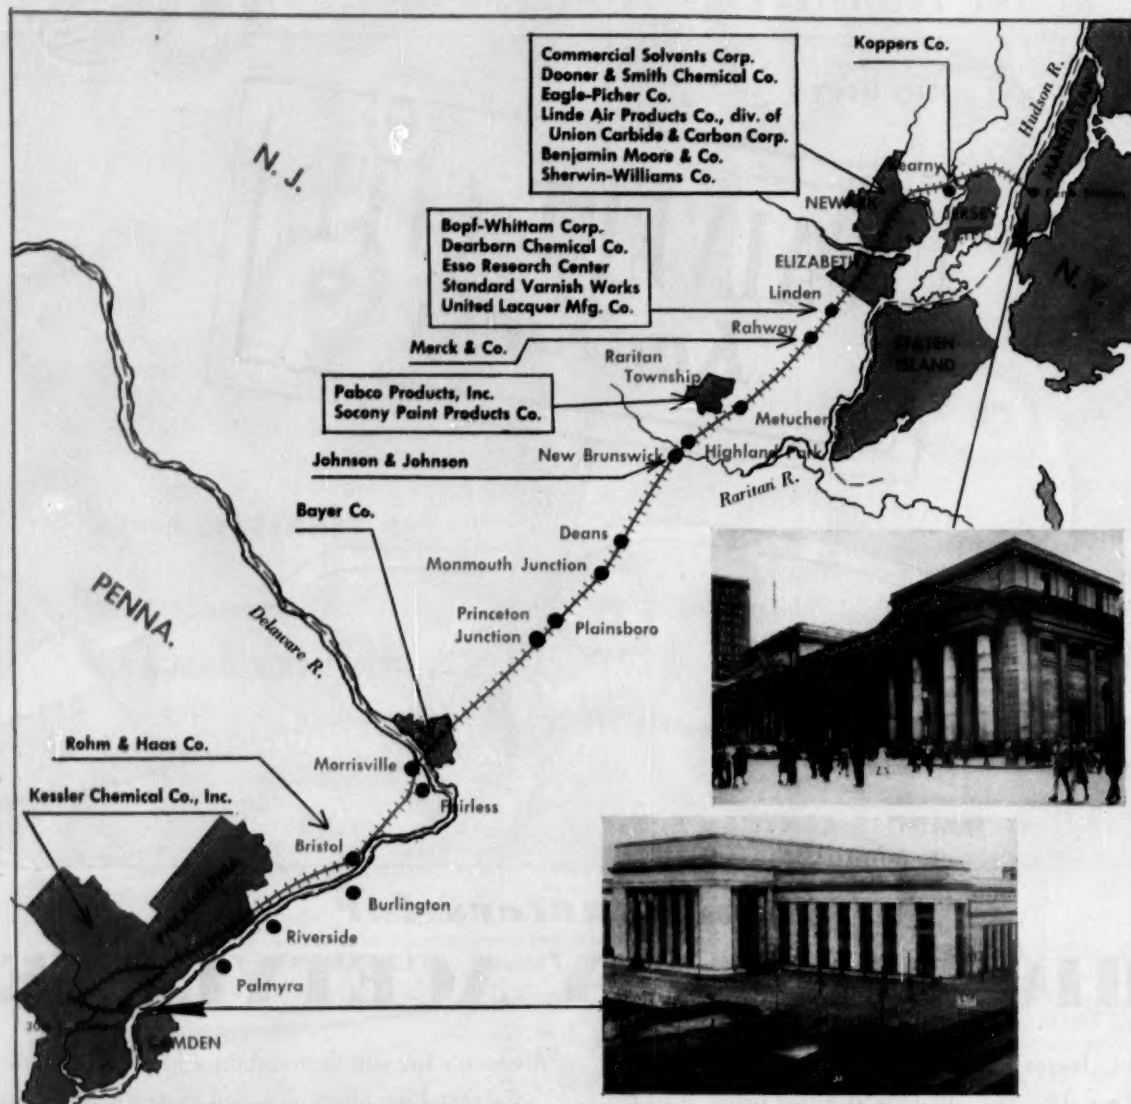 Commercial Solvents Corp.
Dooner & Smith Chemical Co.
Eagle-Picher Co.
Linde Air Products Co., div. of
Union Carbide & Carbon Corp.
Benjamin Moore & Co.
Sherwin-Williams Co.
Koppers Co.
Hudson R.
MANHATTAN
N. J.
Kearny
NEWARK
JERSEY
Penn. Station
N. Y.
Bopf-Whittam Corp.
Dearborn Chemical Co.
Esso Research Center
Standard Varnish Works
United Lacquer Mfg. Co.
ELIZABETH
Linden
Rahway
STATEN
ISLAND
Merck & Co.
Raritan
Township
Pabco Products, Inc.
Socony Paint Products Co.
Metuchen
Highland Park
New Brunswick
Johnson & Johnson
Raritan R.
Bayer Co.
Deans
Monmouth Junction
PENNA.
Delaware R.
Princeton
Junction
Plainsboro
Rohm & Haas Co.
Morrisville
Fairless
Kessler Chemical Co., Inc.
Bristol
PHILADELPHIA
Burlington
Riverside
Palmyra
CAMDEN